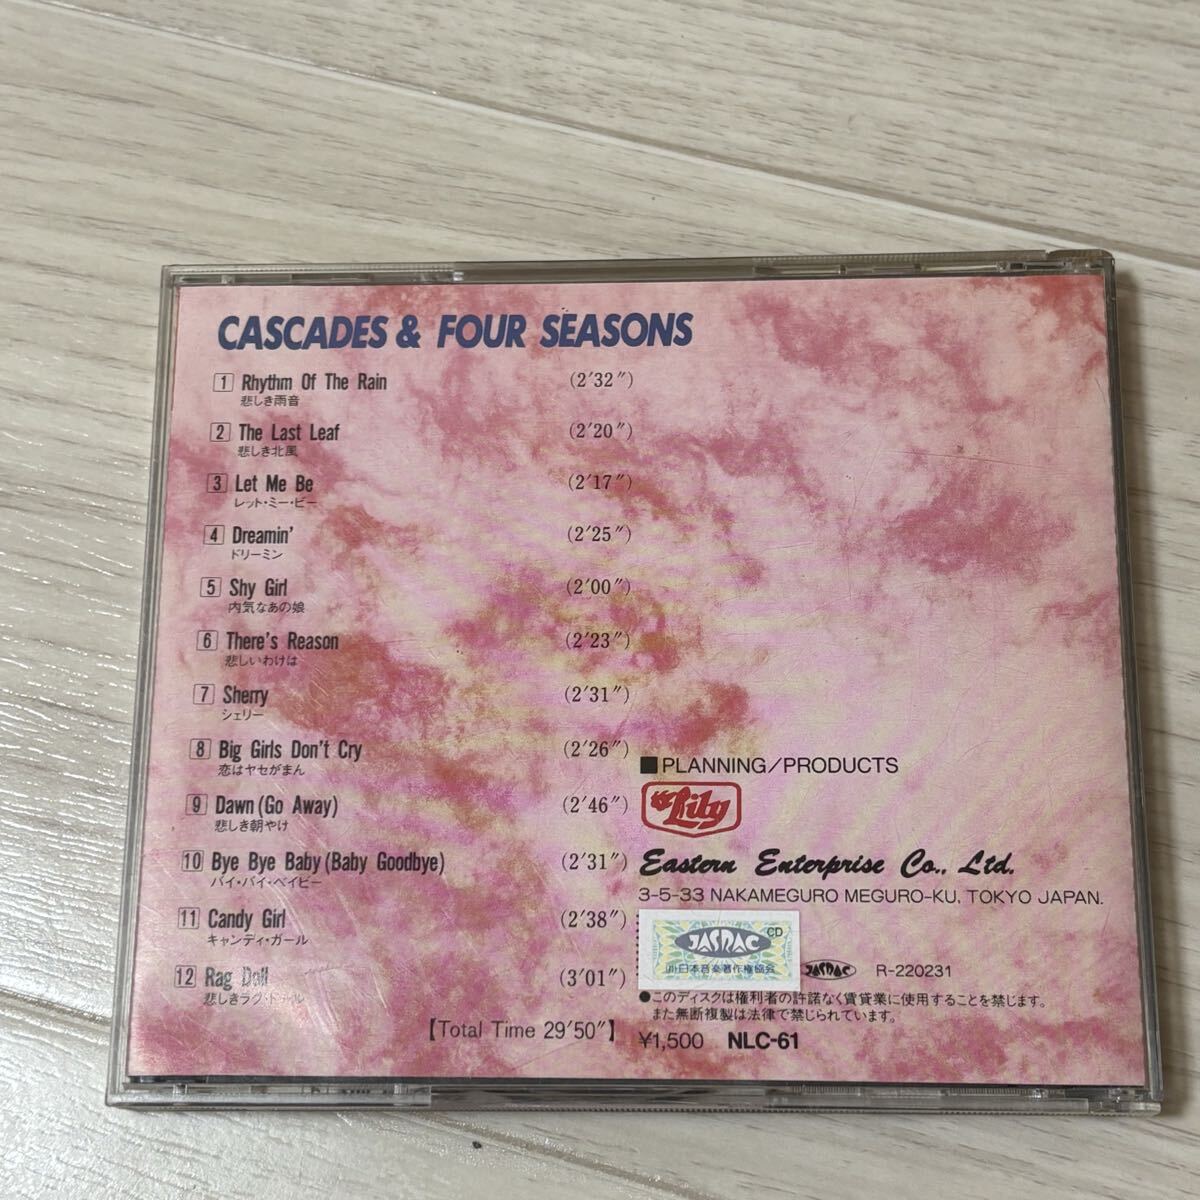 CASCADES & FOUR SEASONS
1 Rhythm Of The Rain (2′32″)
悲しき雨音
2 The Last Leaf (2′20″)
悲しき北風
3 Let Me Be (2′17″)
レット・ミー・ビー
4 Dreamin' (2′25″)
ドリーミン
5 Shy Girl (2′00″)
内気なあの娘
6 There's Reason (2′23″)
悲しいわけは
7 Sherry (2′31″)
シェリー
8 Big Girls Don't Cry (2′26″)
恋はヤセがまん
9 Dawn (Go Away) (2′46″)
悲しき朝やけ
10 Bye Bye Baby (Baby Goodbye) (2′31″)
バイ・バイ・ベイビー
11 Candy Girl (2′38″)
キャンディ・ガール
12 Rag Doll (3′01″)
悲しきラグ・ドール
【Total Time 29′50″】
■PLANNING/PRODUCTS
Lily
Eastern Enterprise Co., Ltd.
3-5-33 NAKAMEGURO MEGURO-KU, TOKYO JAPAN.
JASRAC CD
(社)日本音楽著作権協会
JASRAC R-220231
●このディスクは権利者の許諾なく賃貸業に使用することを禁じます。
また無断複製は法律で禁じられています。
¥1,500 NLC-61